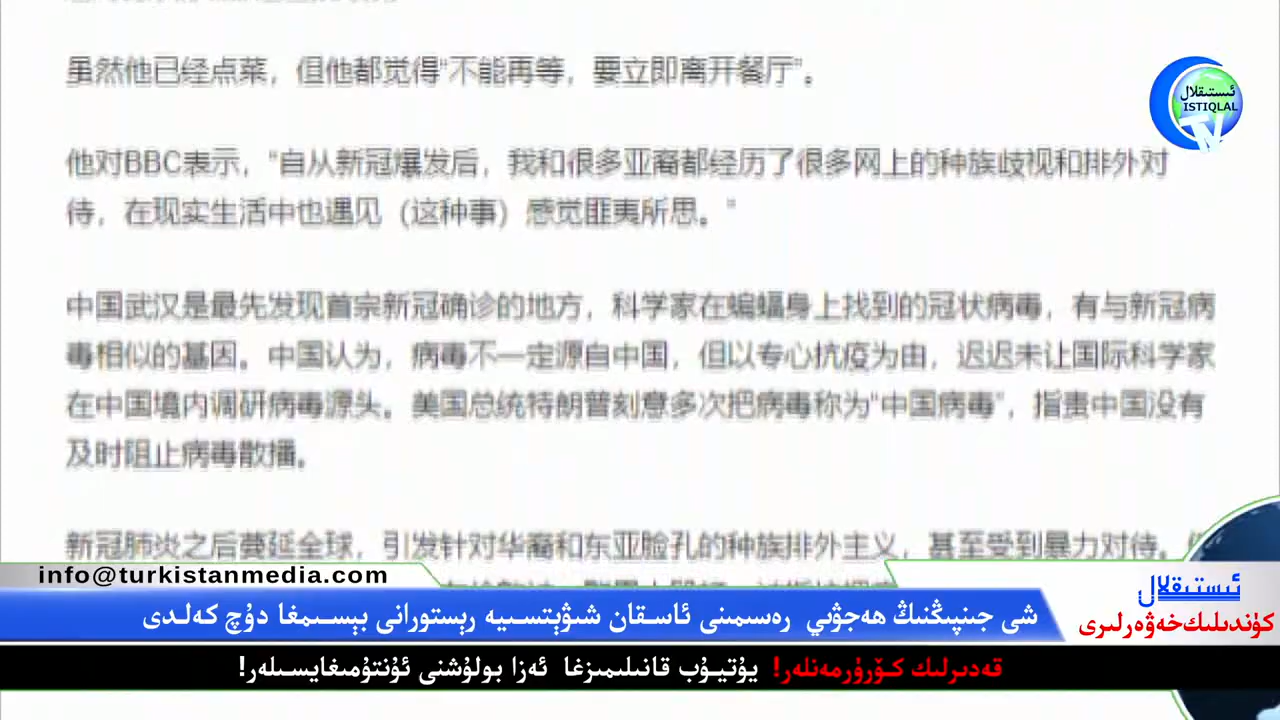 虽然他已经点菜，但他都觉得“不能再等，要立即离开餐厅”。
他对BBC表示，“自从新冠爆发后，我和很多亚裔都经历了很多网上的种族歧视和排外对
待，在现实生活中也遇见（这种事）感觉匪夷所思。”
中国武汉是最先发现首宗新冠确诊的地方，科学家在蝙蝠身上找到的冠状病毒，有与新冠病
毒相似的基因。中国认为，病毒不一定源自中国，但以专心抗疫为由，迟迟未让国际科学家
在中国境内调研病毒源头。美国总统特朗普刻意多次把病毒称为“中国病毒”，指责中国没有
及时阻止病毒散播。
新冠肺炎之后蔓延全球，引发针对华裔和东亚脸孔的种族排外主义，甚至受到暴力对待。
ئىستىقلال
ISTIQLAL
TV
info@turkistanmedia.com
شى جىنپىڭنىڭ ھەجۋىي رەسىمىنى ئاسقان شىۋېتسىيە رېستورانى بېسىمغا دۇچ كەلدى
ئىستىقلال
كۈندىلىك خەۋەرلىرى
قەدىرلىك كۆرۈرمەنلەر! يۇتيۇب قانىلىمىزغا ئەزا بولۇشنى ئۇنتۇمىغايسىلەر!